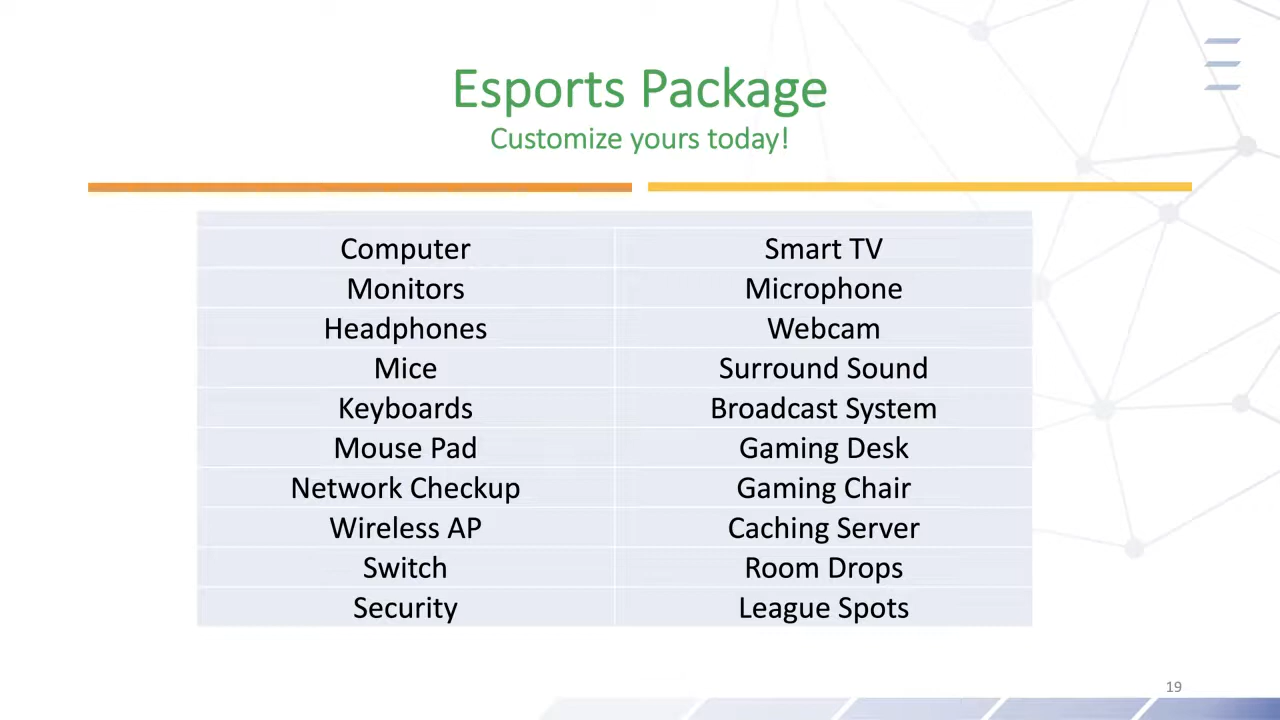 Esports Package
Customize yours today!
Computer Smart TV
Monitors Microphone
Headphones Webcam
Mice Surround Sound
Keyboards Broadcast System
Mouse Pad Gaming Desk
Network Checkup Gaming Chair
Wireless AP Caching Server
Switch Room Drops
Security League Spots
19